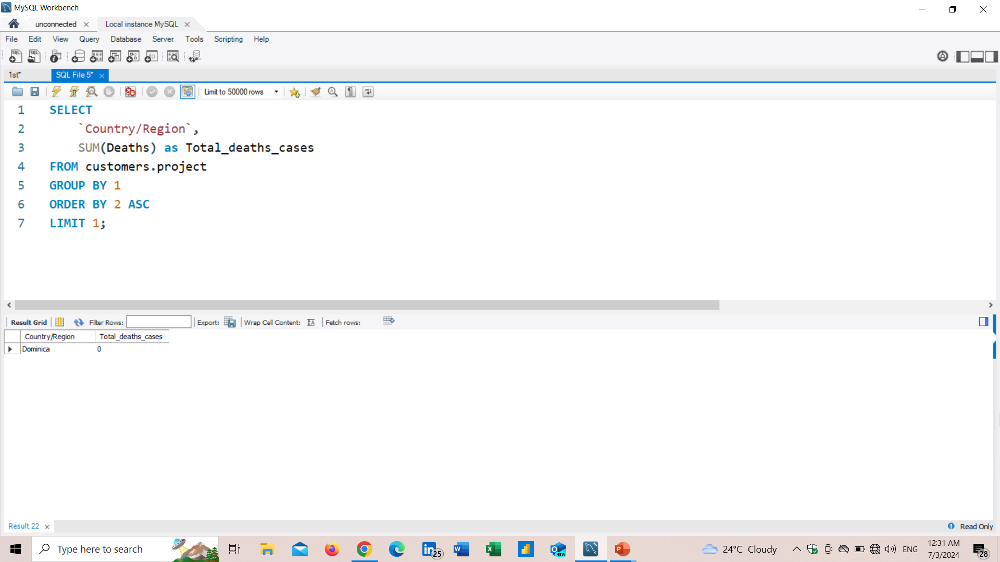 MySQL Workbench
unconnected
Local instance MySQL
File Edit View Query Database Server Tools Scripting Help
1st*
SQL File 5*
Limit to 50000 rows
1 SELECT
2 `Country/Region`,
3 SUM(Deaths) as Total_deaths_cases
4 FROM customers.project
5 GROUP BY 1
6 ORDER BY 2 ASC
7 LIMIT 1;
Result Grid Filter Rows: Export: Wrap Cell Content: Fetch rows:
Country/Region Total_deaths_cases
Dominica 0
Result 22
Read Only
Type here to search
25
NEW
24°C Cloudy
ENG
12:31 AM
7/3/2024
28